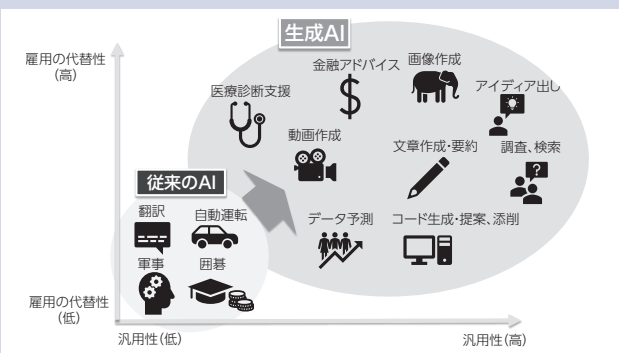 生成AI
雇用の代替性
(高)
金融アドバイス
画像作成
医療診断支援
アイディア出し
動画作成
文章作成・要約
調査、検索
従来のAI
翻訳
自動運転
データ予測
コード生成・提案、添削
軍事
囲碁
雇用の代替性
(低)
汎用性(低)
汎用性(高)